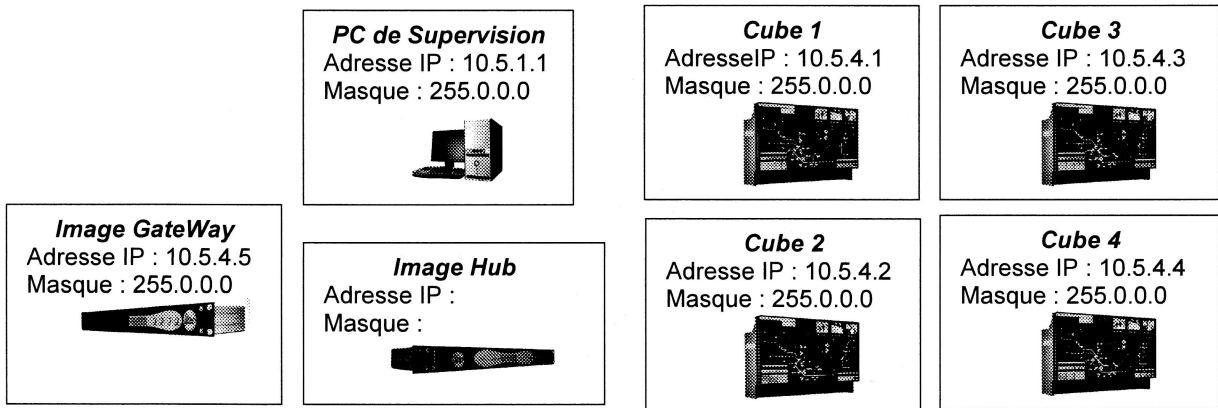 PC de Supervision
Adresse IP : 10.5.1.1
Masque : 255.0.0.0
Cube 1
AdresseIP : 10.5.4.1
Masque : 255.0.0.0
Cube 3
Adresse IP : 10.5.4.3
Masque : 255.0.0.0
Image GateWay
Adresse IP : 10.5.4.5
Masque : 255.0.0.0
Image Hub
Adresse IP :
Masque :
Cube 2
Adresse IP : 10.5.4.2
Masque : 255.0.0.0
Cube 4
Adresse IP : 10.5.4.4
Masque : 255.0.0.0